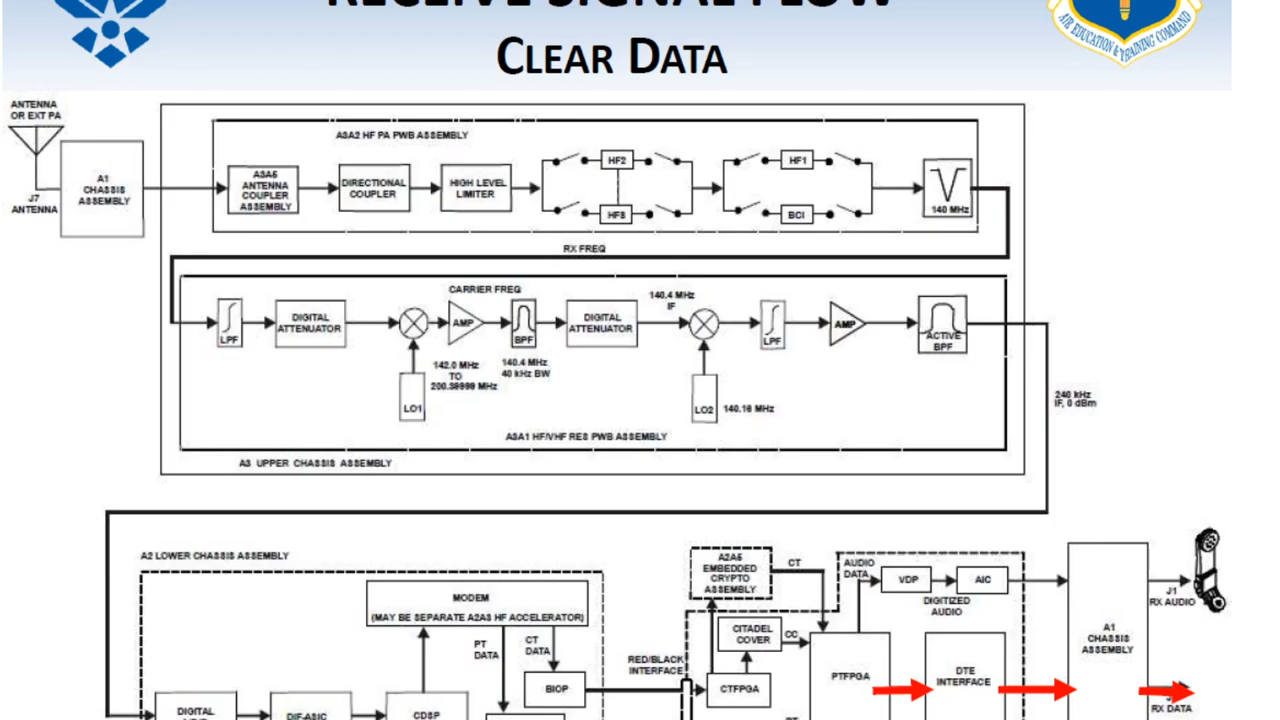 RECEIVE SIGNAL FLOW
CLEAR DATA
AIR EDUCATION & TRAINING COMMAND
ANTENNA
OR EXT PA
J7
ANTENNA
A1
CHASSIS
ASSEMBLY
A3A2 HF PA PWB ASSEMBLY
A3A5
ANTENNA
COUPLER
ASSEMBLY
DIRECTIONAL
COUPLER
HIGH LEVEL
LIMITER
HF2
HF3
HF1
BCI
140 MHz
RX FREQ
CARRIER FREQ
LPF
DIGITAL
ATTENUATOR
AMP
BPF
DIGITAL
ATTENUATOR
140.4 MHz
IF
LPF
AMP
ACTIVE
BPF
142.0 MHz
TO
200.39999 MHz
140.4 MHz
40 kHz BW
LO1
LO2
140.16 MHz
240 kHz
IF, 0 dBm
A3A1 HF/VHF RES PWB ASSEMBLY
A3 UPPER CHASSIS ASSEMBLY
A2 LOWER CHASSIS ASSEMBLY
MODEM
(MAY BE SEPARATE A2A3 HF ACCELERATOR)
PT
DATA
CT
DATA
BIOP
RED/BLACK
INTERFACE
DIGITAL
DIF-ASIC
CDSP
A2A5
EMBEDDED
CRYPTO
ASSEMBLY
CT
CITADEL
COVER
CC
CTFPGA
AUDIO
DATA
VDP
AIC
DIGITIZED
AUDIO
PTFPGA
DTE
INTERFACE
A1
CHASSIS
ASSEMBLY
J1
RX AUDIO
RX DATA